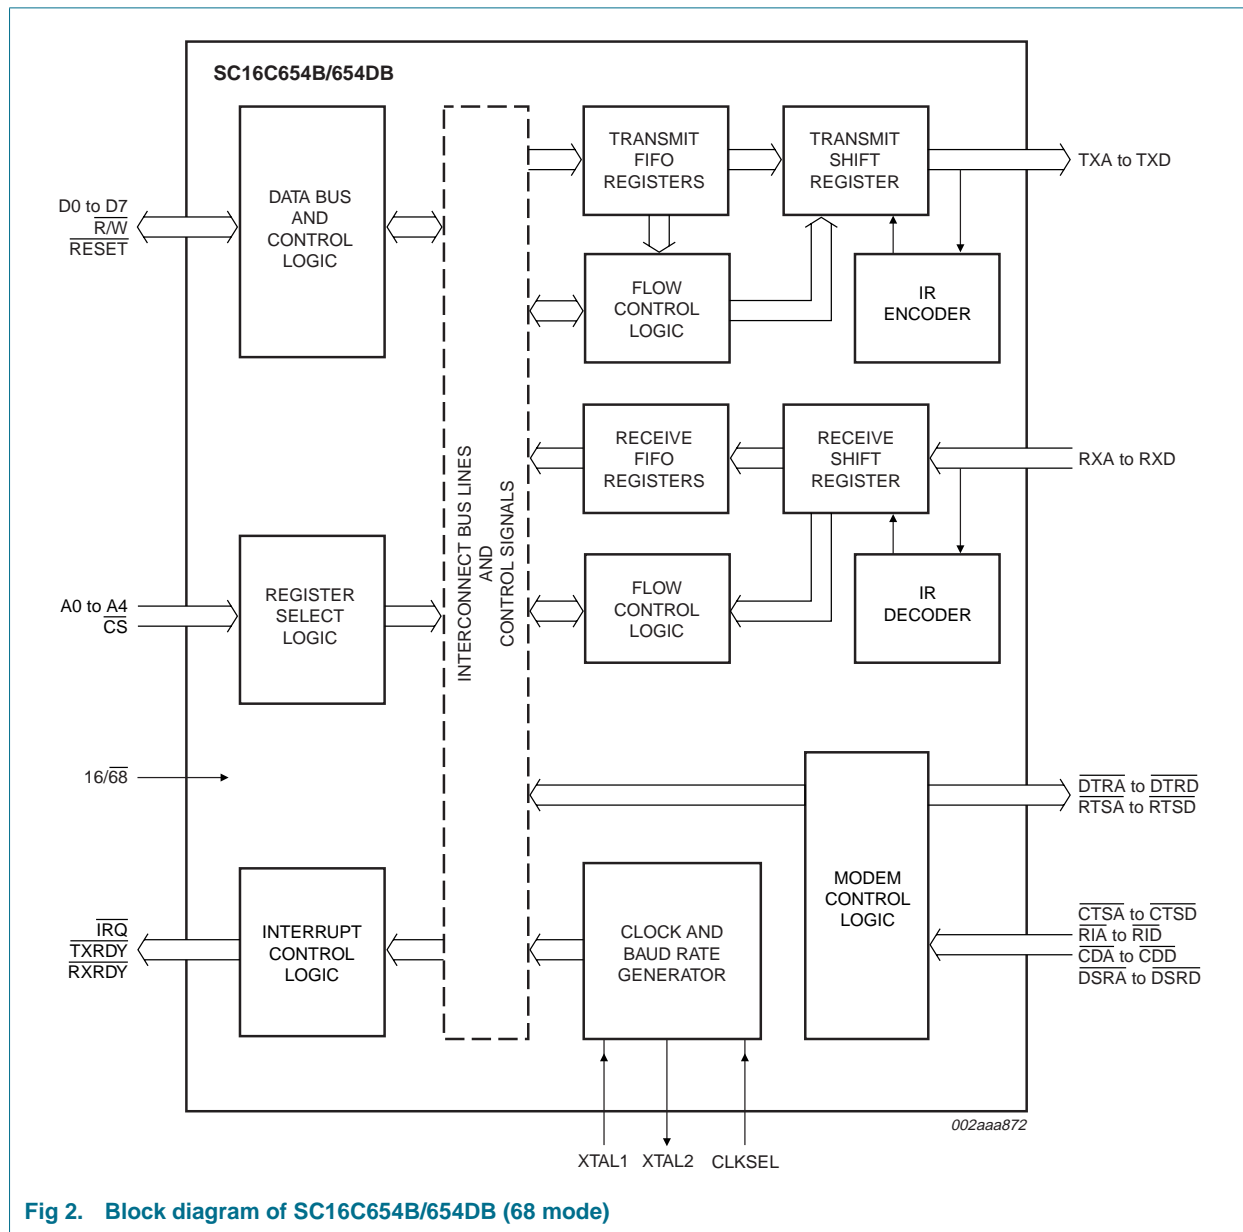 SC16C654B/654DB
DATA BUS
AND
CONTROL
LOGIC
D0 to D7
R/W
RESET
TRANSMIT
FIFO
REGISTERS
TRANSMIT
SHIFT
REGISTER
TXA to TXD
FLOW
CONTROL
LOGIC
IR
ENCODER
RECEIVE
FIFO
REGISTERS
RECEIVE
SHIFT
REGISTER
RXA to RXD
FLOW
CONTROL
LOGIC
IR
DECODER
INTERCONNECT BUS LINES
AND
CONTROL SIGNALS
A0 to A4
CS
REGISTER
SELECT
LOGIC
16/68
DTRA to DTRD
RTSA to RTSD
MODEM
CONTROL
LOGIC
CTSA to CTSD
RIA to RID
CDA to CDD
DSRA to DSRD
IRQ
TXRDY
RXRDY
INTERRUPT
CONTROL
LOGIC
CLOCK AND
BAUD RATE
GENERATOR
XTAL1
XTAL2
CLKSEL
002aaa872
Fig 2. Block diagram of SC16C654B/654DB (68 mode)